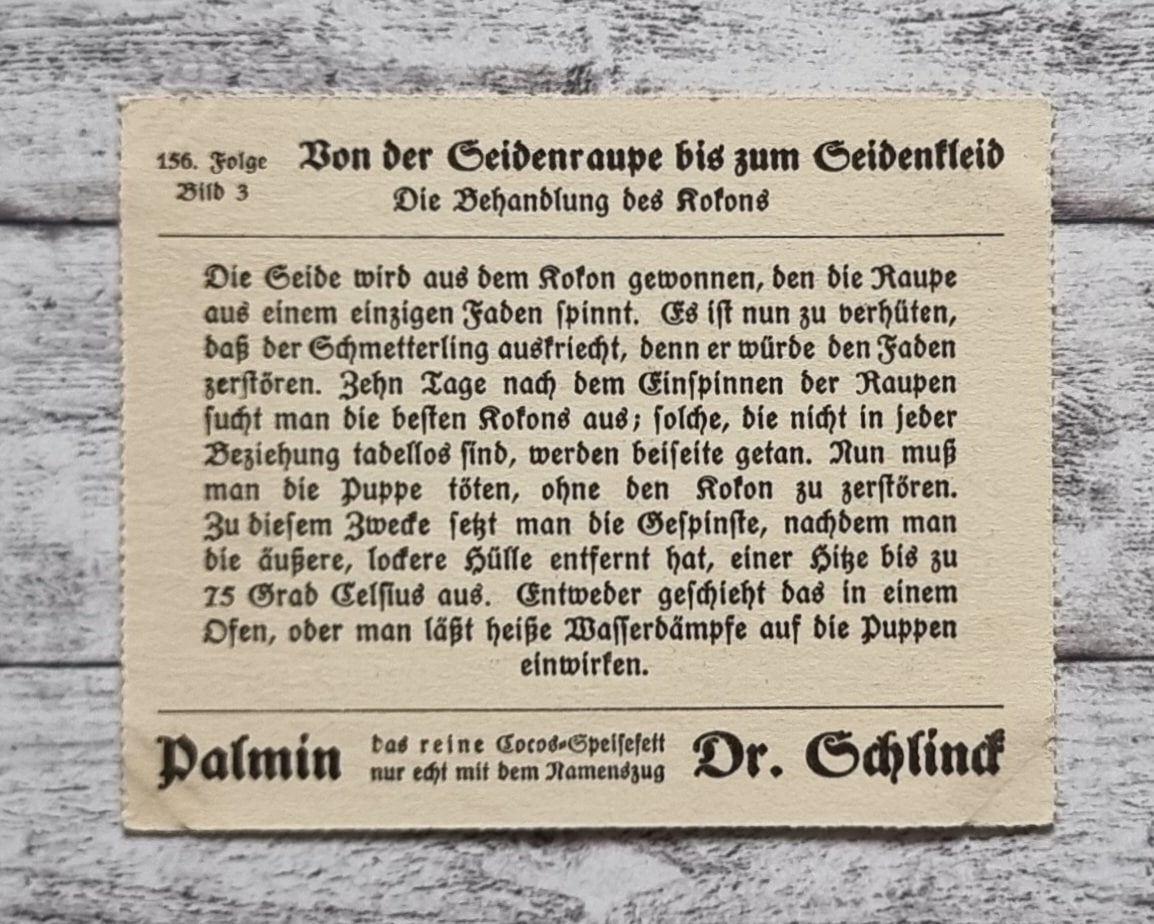 156. Folge
Bild 3
Von der Seidenraupe bis zum Seidenkleid
Die Behandlung des Kokons
Die Seide wird aus dem Kokon gewonnen, den die Raupe
aus einem einzigen Faden spinnt. Es ist nun zu verhüten,
daß der Schmetterling auskriecht, denn er würde den Faden
zerstören. Zehn Tage nach dem Einspinnen der Raupen
sucht man die besten Kokons aus; solche, die nicht in jeder
Beziehung tadellos sind, werden beiseite getan. Nun muß
man die Puppe töten, ohne den Kokon zu zerstören.
Zu diesem Zwecke setzt man die Gespinste, nachdem man
die äußere, lockere Hülle entfernt hat, einer Hitze bis zu
75 Grad Celsius aus. Entweder geschieht das in einem
Ofen, oder man läßt heiße Wasserdämpfe auf die Puppen
einwirken.
Palmin
das reine Cocos-Speisefett
nur echt mit dem Namenszug
Dr. Schlinck